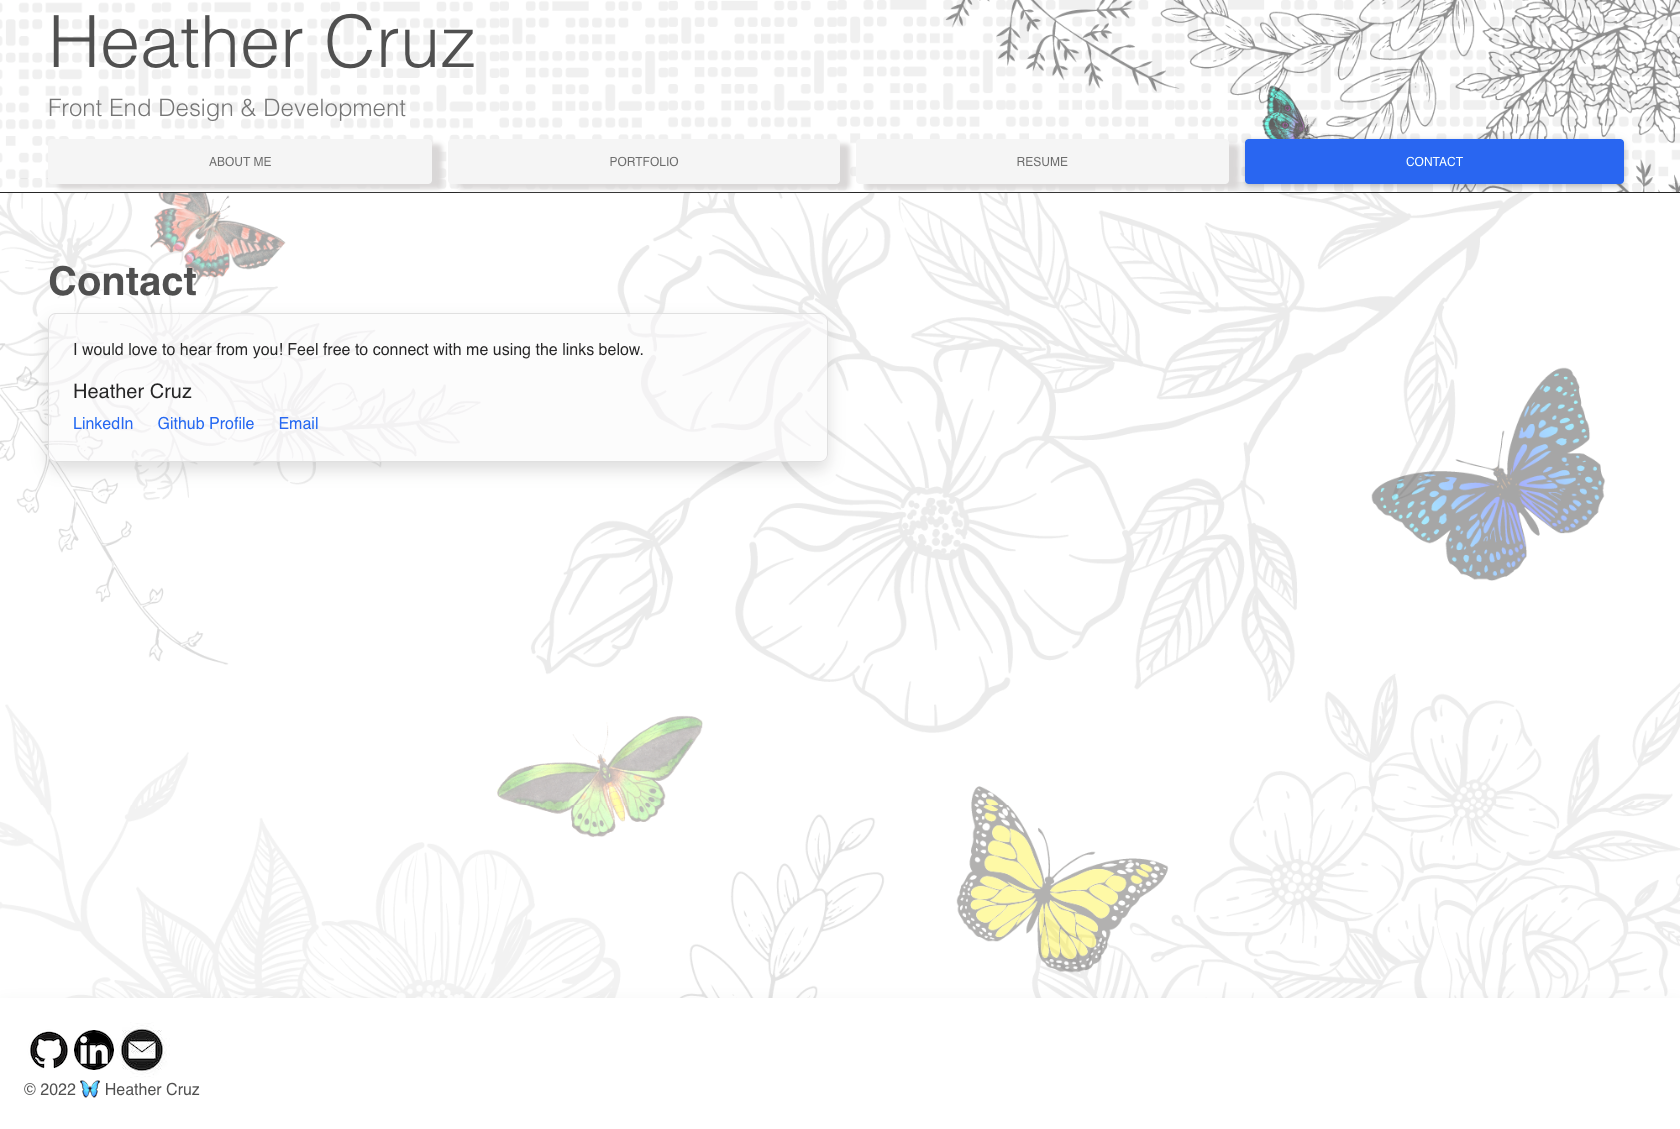 Heather Cruz
Front End Design & Development
ABOUT ME
PORTFOLIO
RESUME
CONTACT
Contact
I would love to hear from you! Feel free to connect with me using the links below.
Heather Cruz
LinkedIn Github Profile Email
in
© 2022 🦋 Heather Cruz